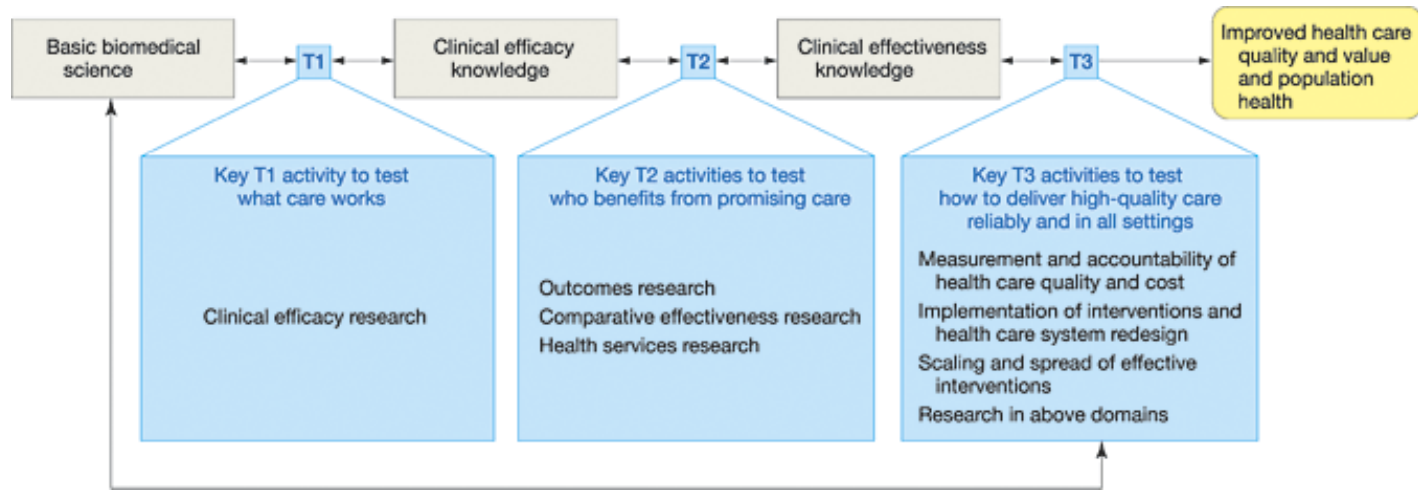 Basic biomedical
science
T1
Clinical efficacy
knowledge
T2
Clinical effectiveness
knowledge
T3
Improved health care
quality and value
and population
health
Key T1 activity to test
what care works
Clinical efficacy research
Key T2 activities to test
who benefits from promising care
Outcomes research
Comparative effectiveness research
Health services research
Key T3 activities to test
how to deliver high-quality care
reliably and in all settings
Measurement and accountability of
health care quality and cost
Implementation of interventions and
health care system redesign
Scaling and spread of effective
interventions
Research in above domains